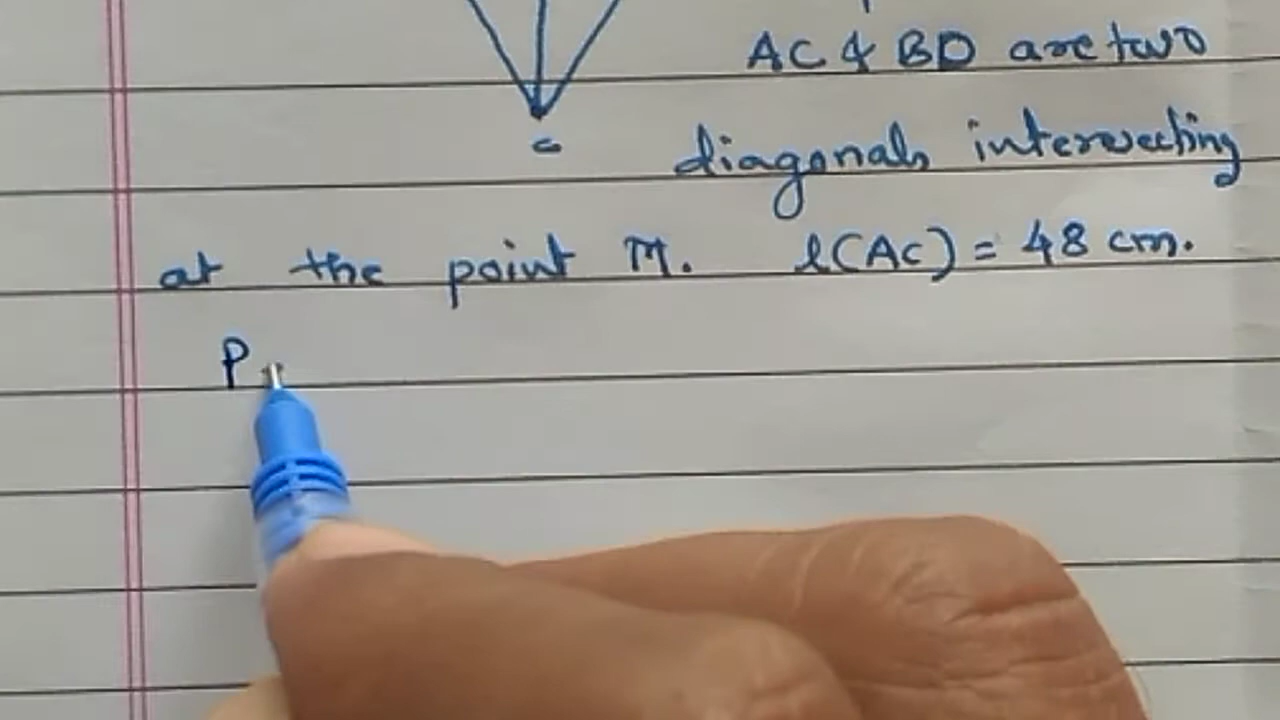 AC & BD are two
c
diagonals intersecting
at the point M. l(AC) = 48 cm.
P